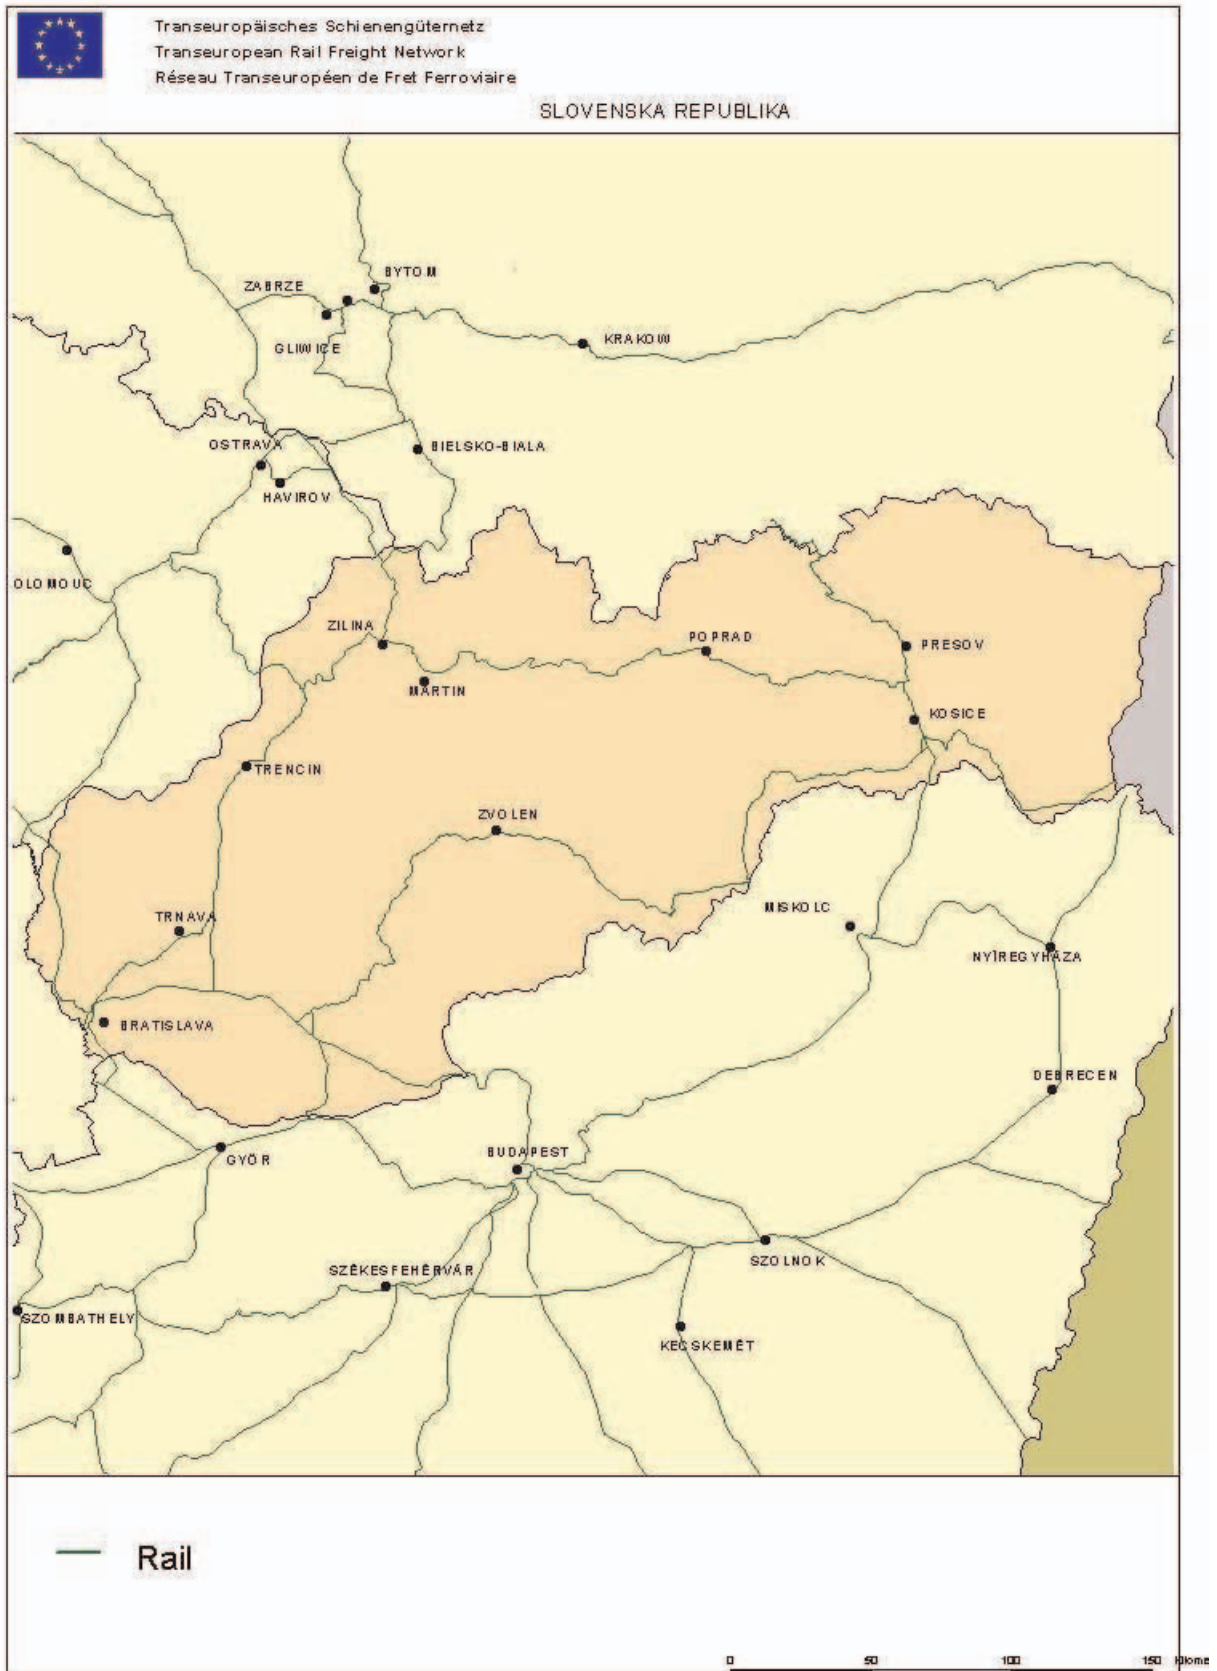 Transeuropäisches Schienengüternetz
Transeuropean Rail Freight Network
Réseau Transeuropéen de Fret Ferroviaire
SLOVENSKA REPUBLIKA
BYTOM
ZABRZE
GLIWICE
KRAKOW
OSTRAVA
BIELSKO-BIALA
HAVIROV
OLOMOUC
ZILINA
POPRAD
PRESOV
MARTIN
KOSICE
TRENCIN
ZVOLEN
TRNAVA
MISKOLC
NYÍREGYHÁZA
BRATISLAVA
DEBRECEN
BUDAPEST
GYÖR
SZOLNOK
SZÉKESFEHÉRVÁR
SZOMBATHELY
KECSKEMÉT
Rail
0 50 100 150 Kilome